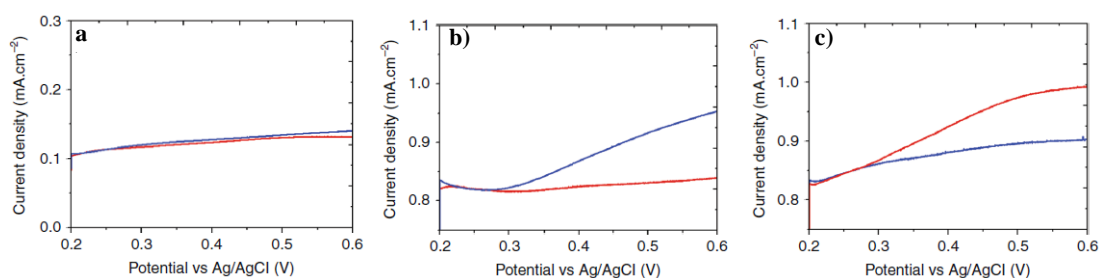 a
0.3
0.2
0.1
0.0
Current density (mA.cm−2)
0.2 0.3 0.4 0.5 0.6
Potential vs Ag/AgCl (V)
b)
1.1
1.0
0.9
0.8
Current density (mA.cm−2)
0.2 0.3 0.4 0.5 0.6
Potential vs Ag/AgCl (V)
c)
1.1
1.0
0.9
0.8
Current density (mA.cm−2)
0.2 0.3 0.4 0.5 0.6
Potential vs Ag/AgCl (V)